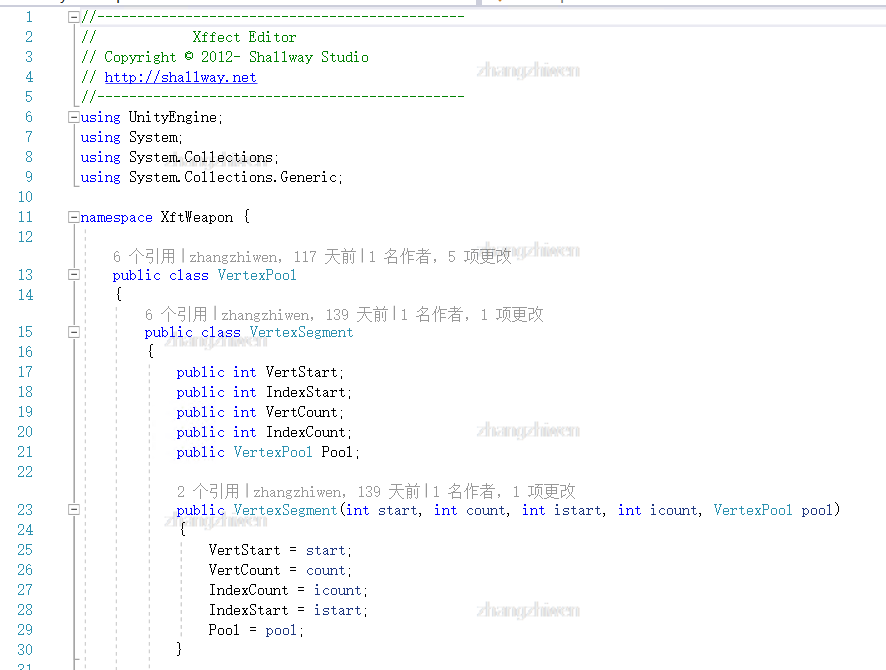 1 //----------------------------------------------
2 // Xffect Editor
3 // Copyright © 2012- Shallway Studio
4 // http://shallway.net
zhangzhiwen
5 //----------------------------------------------
6 using UnityEngine;
7 using System;
8 using System.Collections;
zhangzhiwen
9 using System.Collections.Generic;
10
11 namespace XftWeapon {
12
zhangzhiwen
6 个引用|zhangzhiwen, 117 天前|1 名作者, 5 项更改
13 public class VertexPool
14 {
6 个引用|zhangzhiwen, 139 天前|1 名作者, 1 项更改
15 public class VertexSegment
zhangzhiwen
16 {
17 public int VertStart;
18 public int IndexStart;
19 public int VertCount;
20 public int IndexCount;
zhangzhiwen
21 public VertexPool Pool;
22
2 个引用|zhangzhiwen, 139 天前|1 名作者, 1 项更改
23 public VertexSegment(int start, int count, int istart, int icount, VertexPool pool)
zhangzhiwen
24 {
25 VertStart = start;
26 VertCount = count;
27 IndexCount = icount;
28 IndexStart = istart;
zhangzhiwen
29 Pool = pool;
30 }
31